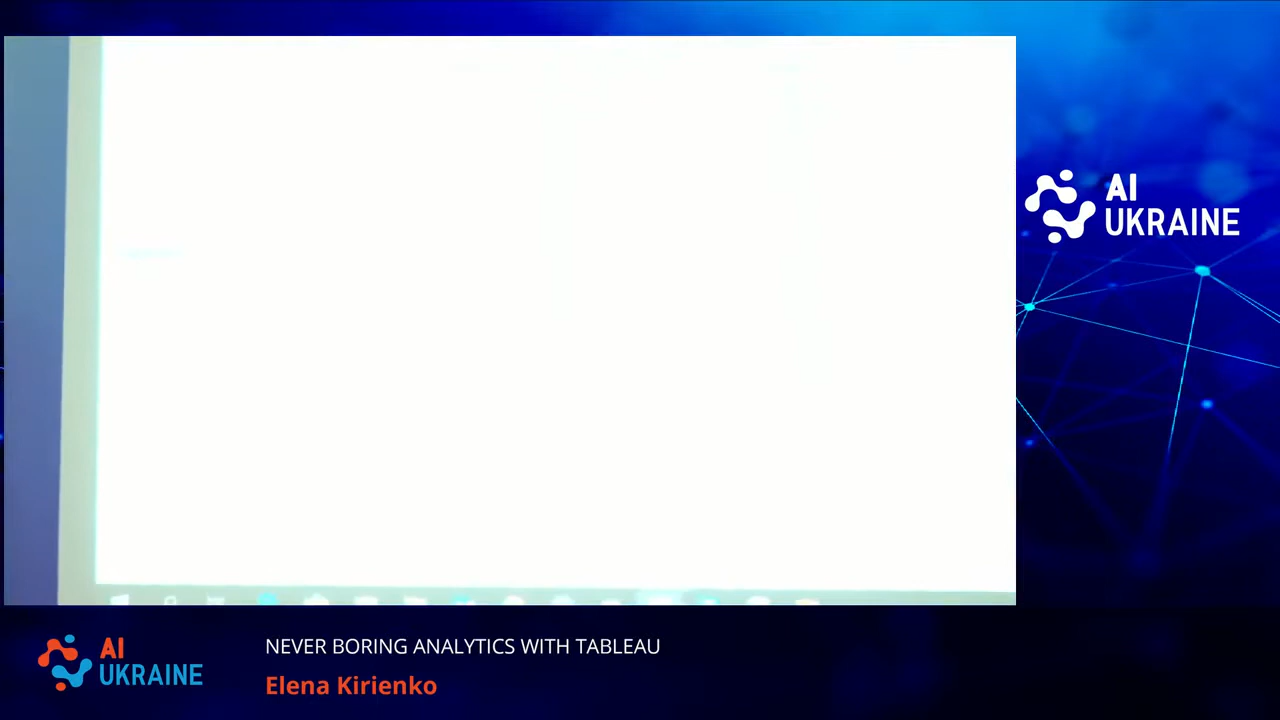 AI
UKRAINE
NEVER BORING ANALYTICS WITH TABLEAU
AI
UKRAINE
Elena Kirienko